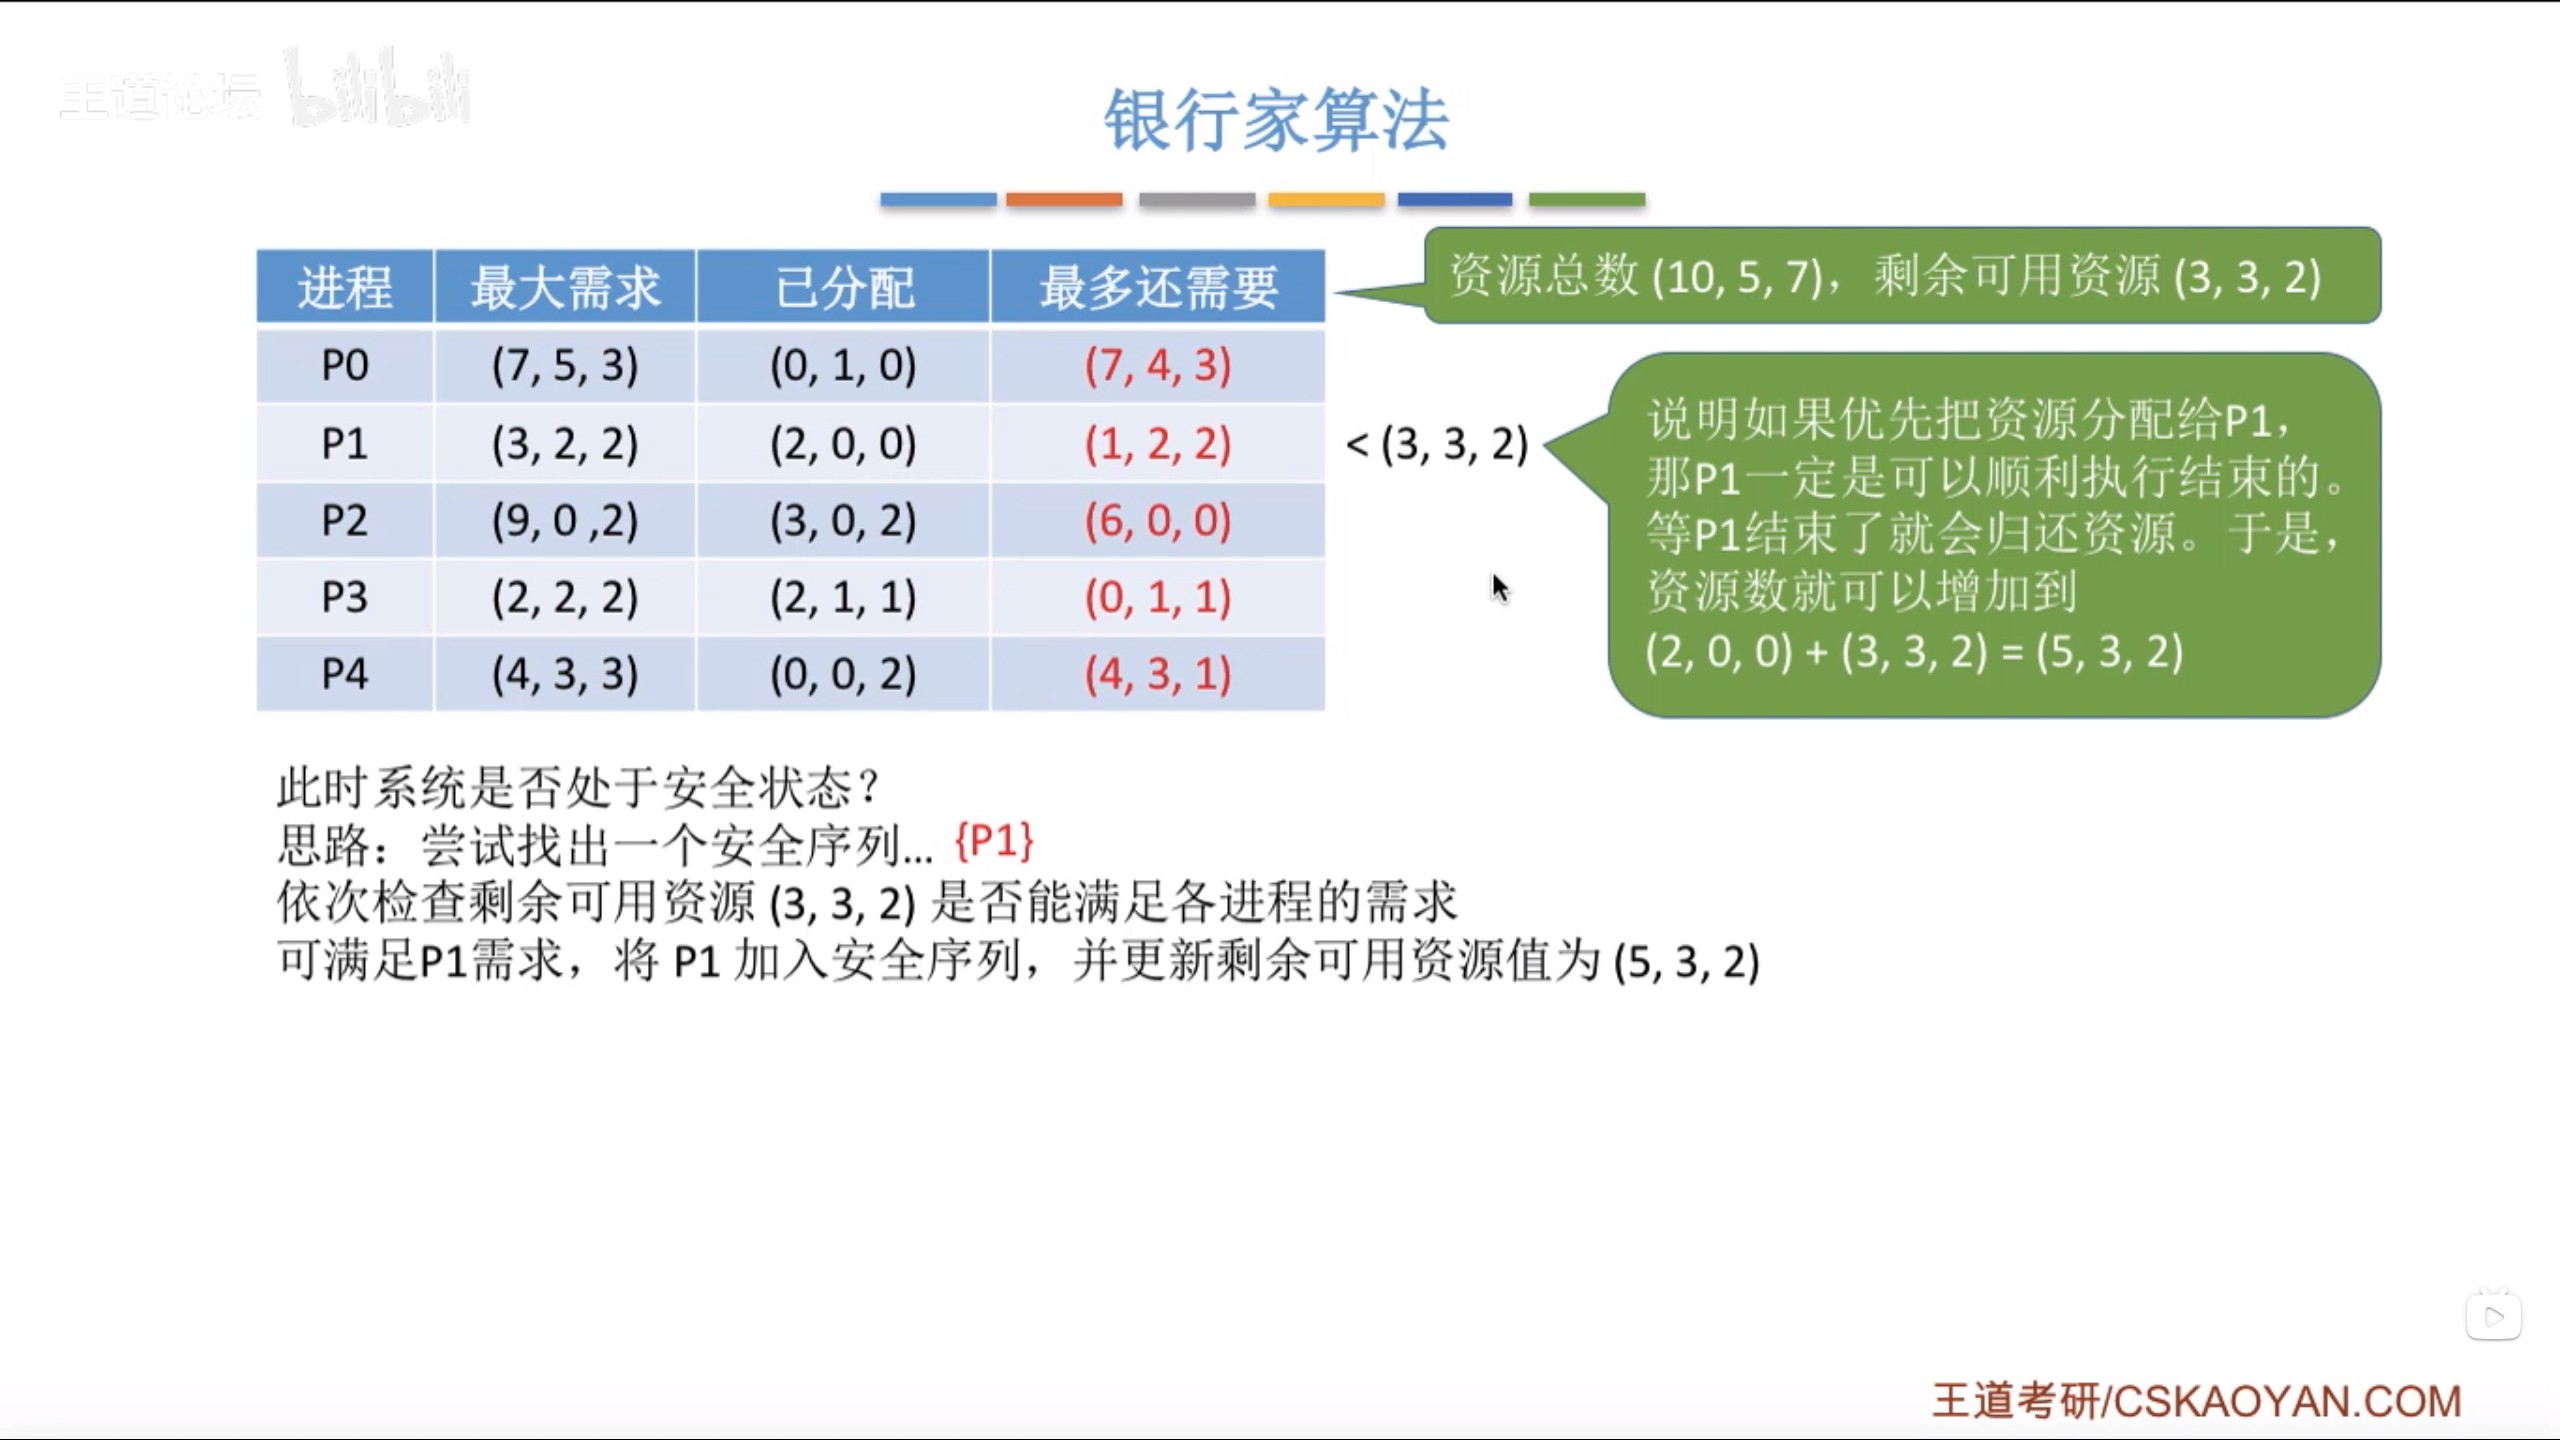 王道论坛 bilibili
银行家算法
进程 最大需求 已分配 最多还需要
P0 (7, 5, 3) (0, 1, 0) (7, 4, 3)
P1 (3, 2, 2) (2, 0, 0) (1, 2, 2)
P2 (9, 0 ,2) (3, 0, 2) (6, 0, 0)
P3 (2, 2, 2) (2, 1, 1) (0, 1, 1)
P4 (4, 3, 3) (0, 0, 2) (4, 3, 1)
资源总数 (10, 5, 7)，剩余可用资源 (3, 3, 2)
< (3, 3, 2)
说明如果优先把资源分配给P1，
那P1一定是可以顺利执行结束的。
等P1结束了就会归还资源。于是，
资源数就可以增加到
(2, 0, 0) + (3, 3, 2) = (5, 3, 2)
此时系统是否处于安全状态？
思路：尝试找出一个安全序列... {P1}
依次检查剩余可用资源 (3, 3, 2) 是否能满足各进程的需求
可满足P1需求，将 P1 加入安全序列，并更新剩余可用资源值为 (5, 3, 2)
王道考研/CSKAOYAN.COM